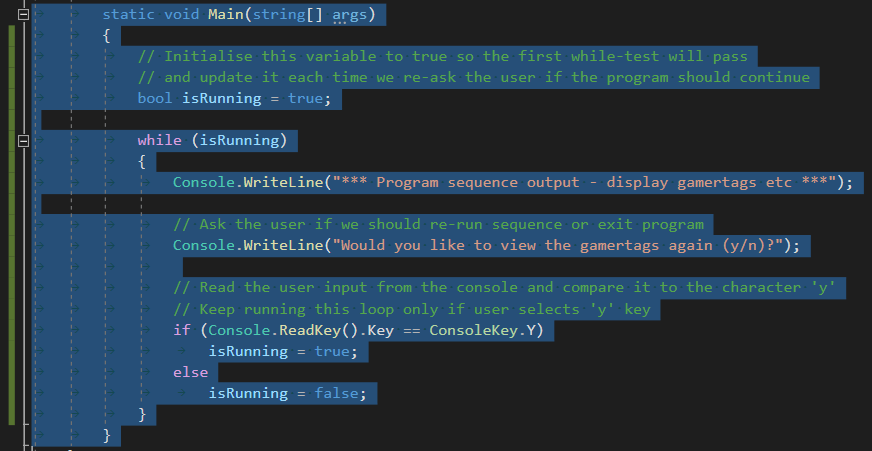 static void Main(string[] args)
{
// Initialise this variable to true so the first while-test will pass
// and update it each time we re-ask the user if the program should continue
bool isRunning = true;
while (isRunning)
{
Console.WriteLine("*** Program sequence output - display gamertags etc ***");
// Ask the user if we should re-run sequence or exit program
Console.WriteLine("Would you like to view the gamertags again (y/n)?");
// Read the user input from the console and compare it to the character 'y'
// Keep running this loop only if user selects 'y' key
if (Console.ReadKey().Key == ConsoleKey.Y)
isRunning = true;
else
isRunning = false;
}
}